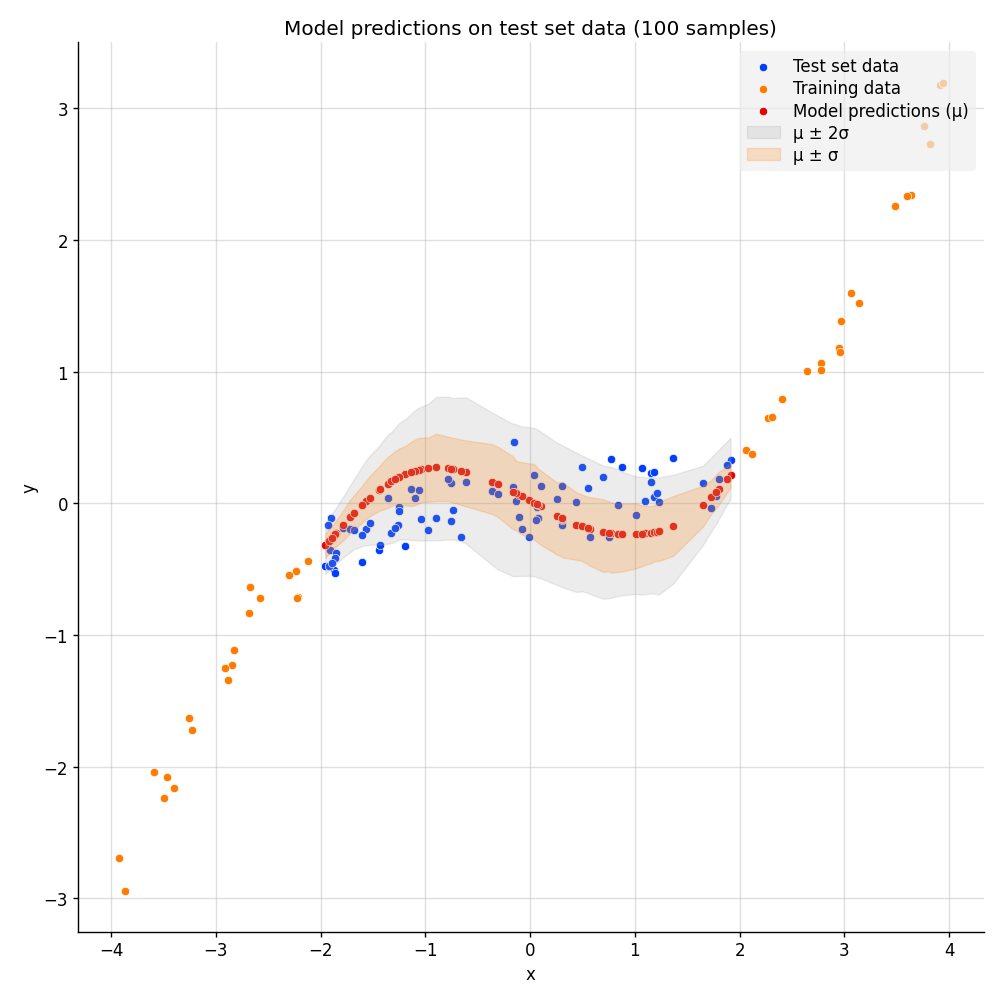 Model predictions on test set data (100 samples)
Test set data
Training data
Model predictions (μ)
μ ± 2σ
μ ± σ
y
3
2
1
0
−1
−2
−3
−4 −3 −2 −1 0 1 2 3 4
x